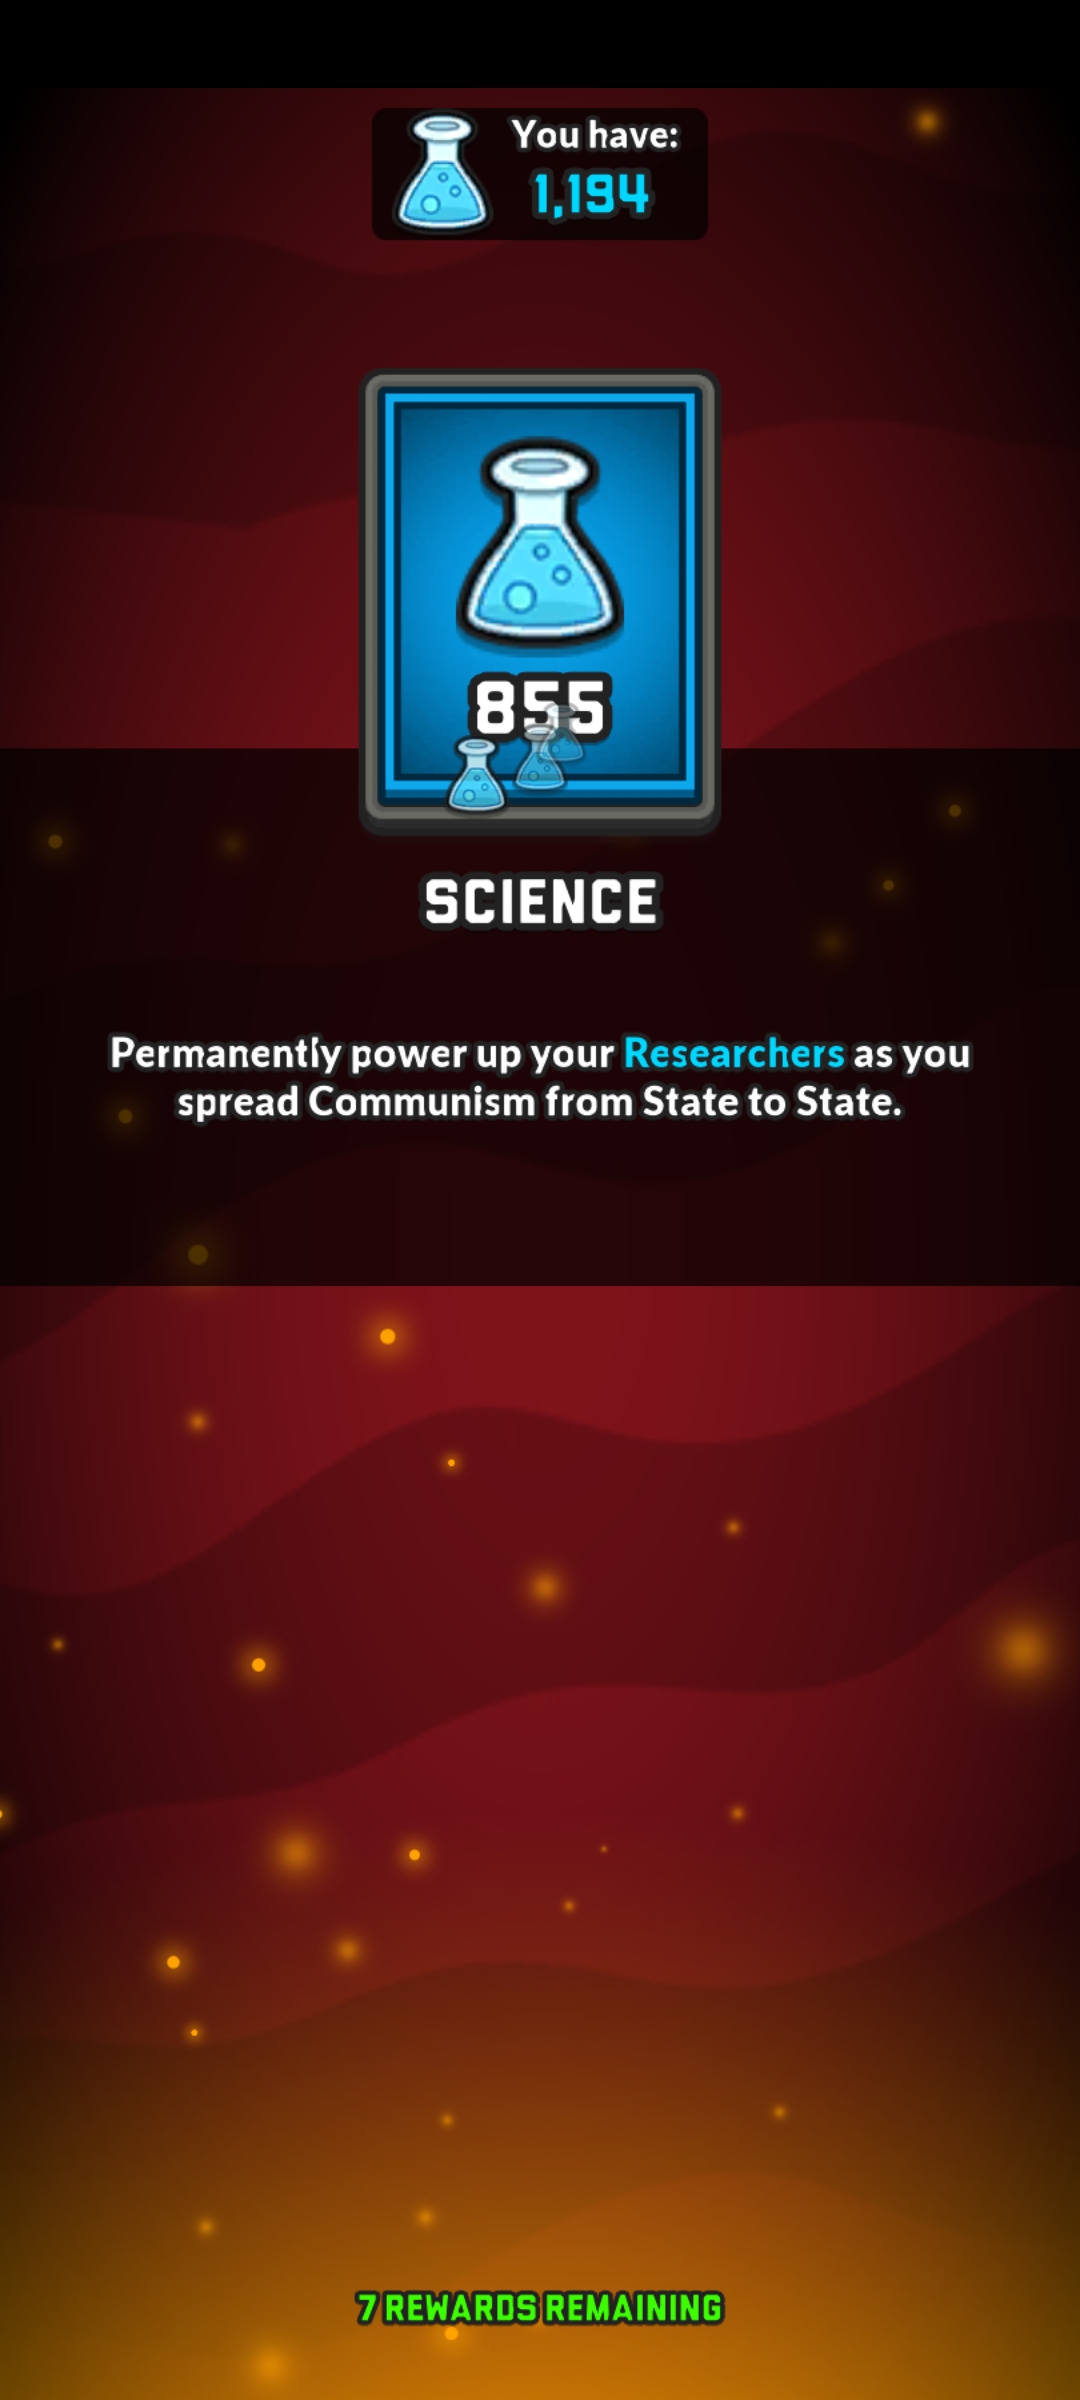 You have:
1,194
855
SCIENCE
Permanently power up your Researchers as you
spread Communism from State to State.
7 REWARDS REMAINING